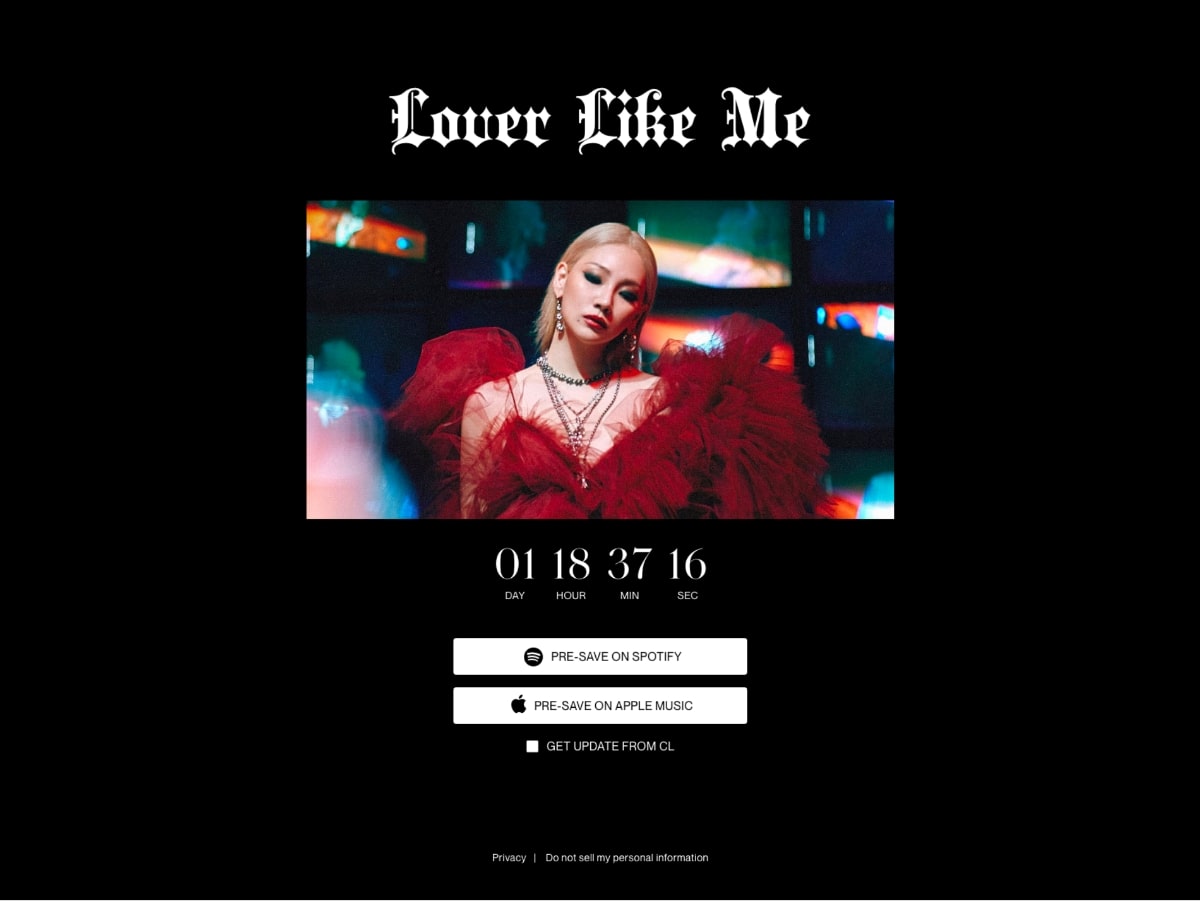 Lover Like Me
01 18 37 16
DAY HOUR MIN SEC
PRE-SAVE ON SPOTIFY
PRE-SAVE ON APPLE MUSIC
GET UPDATE FROM CL
Privacy | Do not sell my personal information